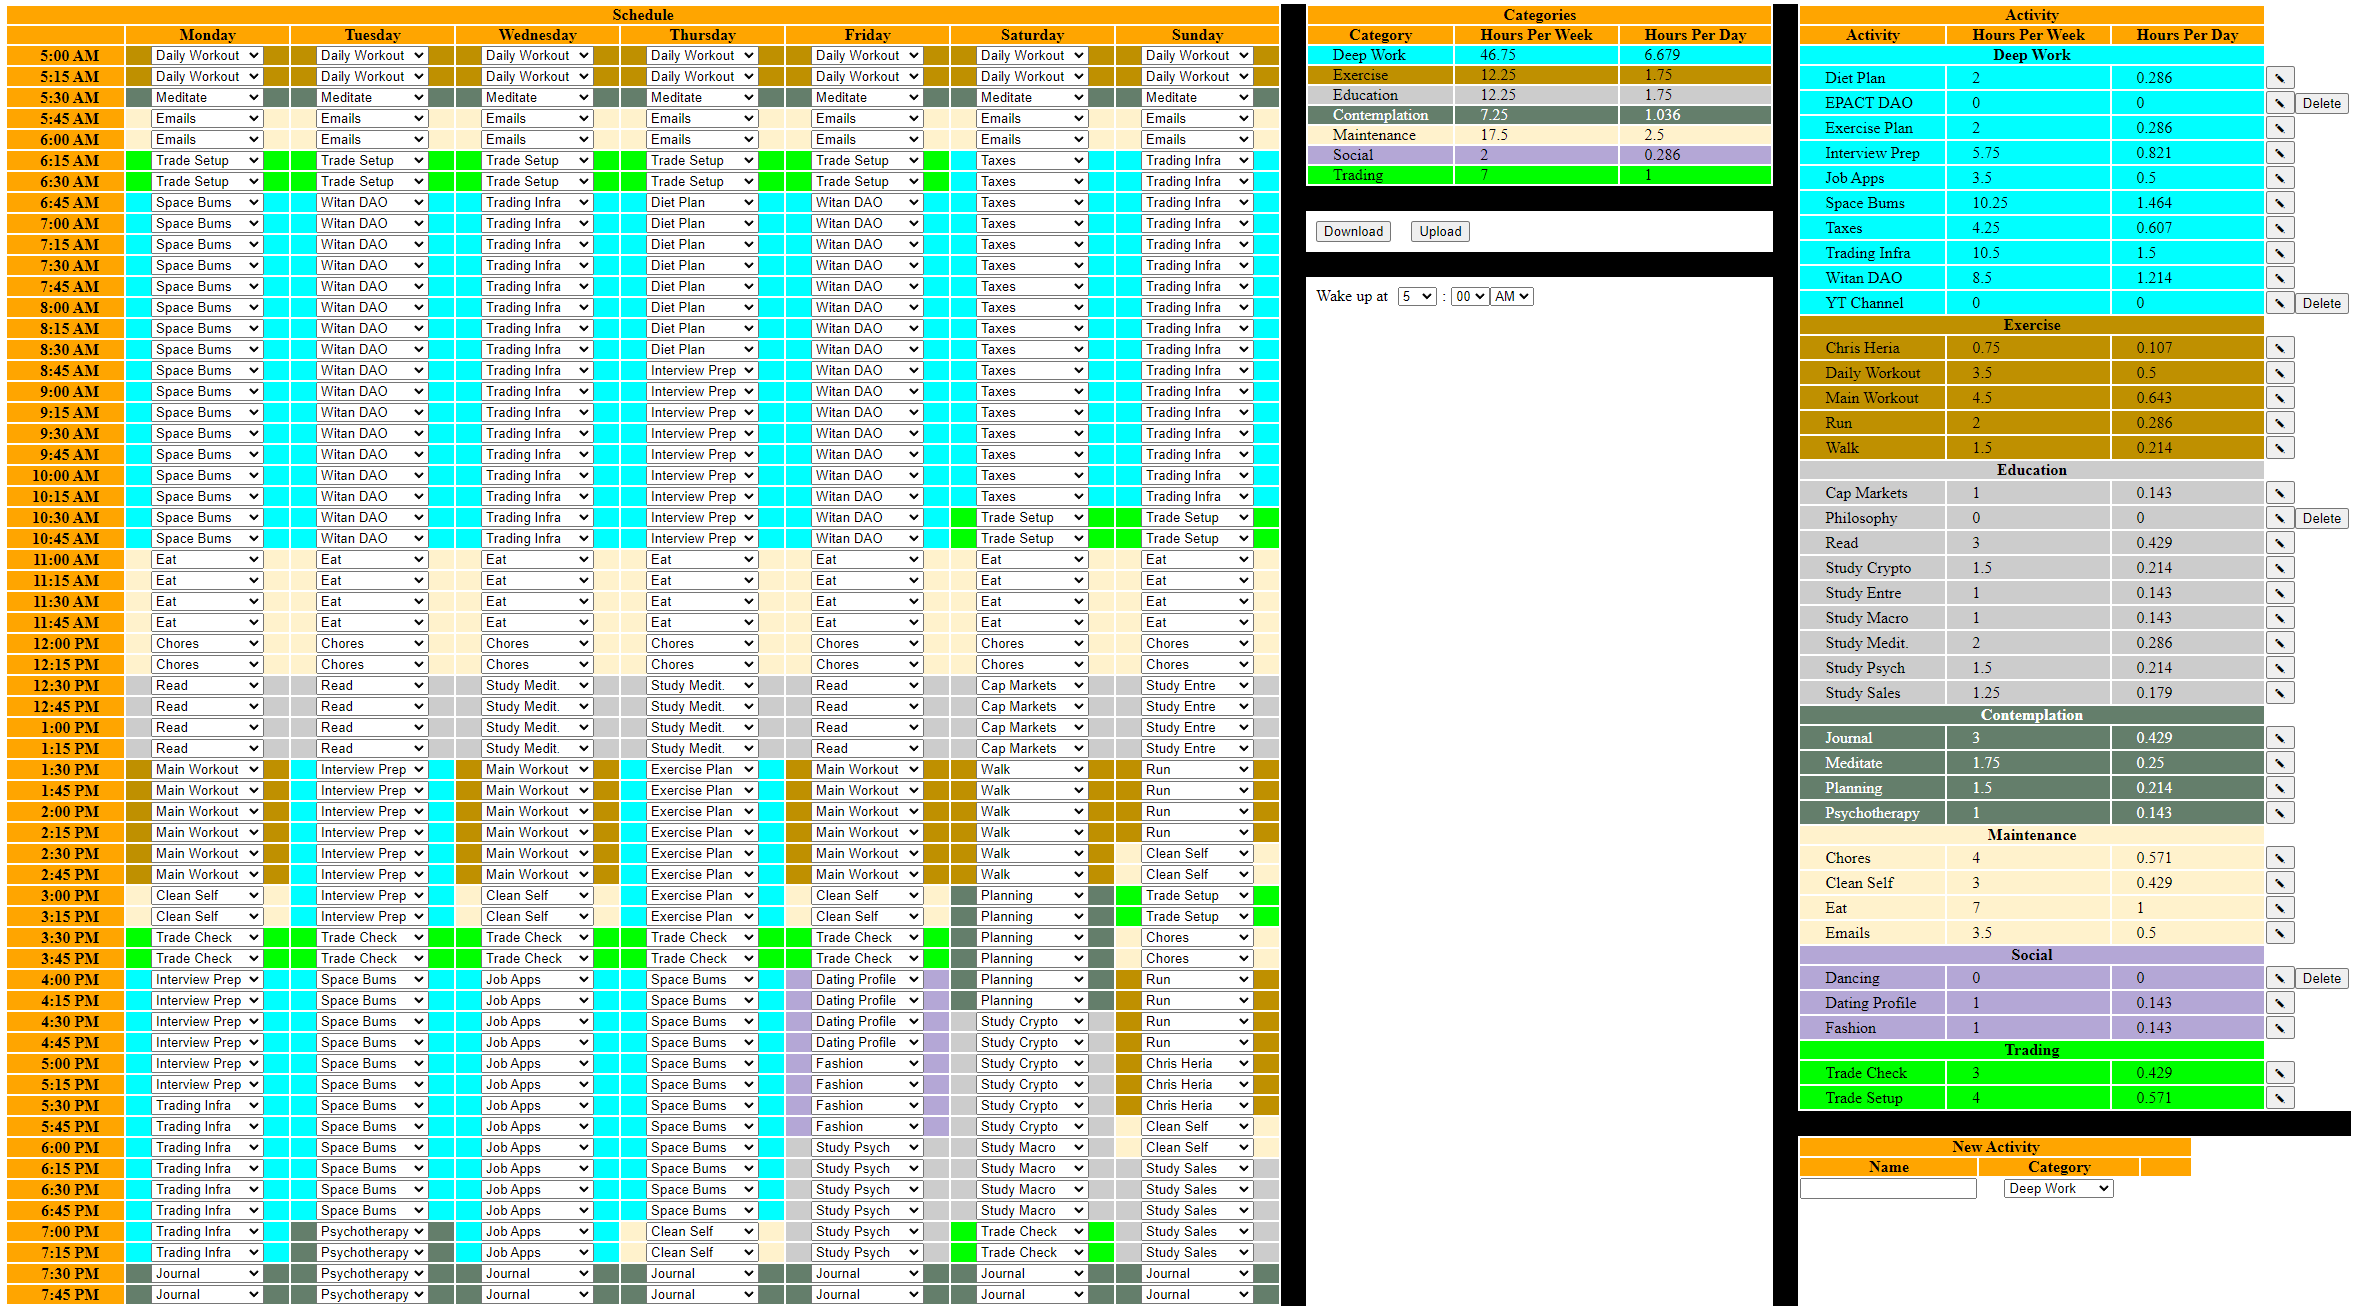 Schedule
Monday Tuesday Wednesday Thursday Friday Saturday Sunday
5:00 AM Daily Workout Daily Workout Daily Workout Daily Workout Daily Workout Daily Workout Daily Workout
5:15 AM Daily Workout Daily Workout Daily Workout Daily Workout Daily Workout Daily Workout Daily Workout
5:30 AM Meditate Meditate Meditate Meditate Meditate Meditate Meditate
5:45 AM Emails Emails Emails Emails Emails Emails Emails
6:00 AM Emails Emails Emails Emails Emails Emails Emails
6:15 AM Trade Setup Trade Setup Trade Setup Trade Setup Trade Setup Taxes Trading Infra
6:30 AM Trade Setup Trade Setup Trade Setup Trade Setup Trade Setup Taxes Trading Infra
6:45 AM Space Bums Witan DAO Trading Infra Diet Plan Witan DAO Taxes Trading Infra
7:00 AM Space Bums Witan DAO Trading Infra Diet Plan Witan DAO Taxes Trading Infra
7:15 AM Space Bums Witan DAO Trading Infra Diet Plan Witan DAO Taxes Trading Infra
7:30 AM Space Bums Witan DAO Trading Infra Diet Plan Witan DAO Taxes Trading Infra
7:45 AM Space Bums Witan DAO Trading Infra Diet Plan Witan DAO Taxes Trading Infra
8:00 AM Space Bums Witan DAO Trading Infra Diet Plan Witan DAO Taxes Trading Infra
8:15 AM Space Bums Witan DAO Trading Infra Diet Plan Witan DAO Taxes Trading Infra
8:30 AM Space Bums Witan DAO Trading Infra Diet Plan Witan DAO Taxes Trading Infra
8:45 AM Space Bums Witan DAO Trading Infra Interview Prep Witan DAO Taxes Trading Infra
9:00 AM Space Bums Witan DAO Trading Infra Interview Prep Witan DAO Taxes Trading Infra
9:15 AM Space Bums Witan DAO Trading Infra Interview Prep Witan DAO Taxes Trading Infra
9:30 AM Space Bums Witan DAO Trading Infra Interview Prep Witan DAO Taxes Trading Infra
9:45 AM Space Bums Witan DAO Trading Infra Interview Prep Witan DAO Taxes Trading Infra
10:00 AM Space Bums Witan DAO Trading Infra Interview Prep Witan DAO Taxes Trading Infra
10:15 AM Space Bums Witan DAO Trading Infra Interview Prep Witan DAO Taxes Trading Infra
10:30 AM Space Bums Witan DAO Trading Infra Interview Prep Witan DAO Trade Setup Trade Setup
10:45 AM Space Bums Witan DAO Trading Infra Interview Prep Witan DAO Trade Setup Trade Setup
11:00 AM Eat Eat Eat Eat Eat Eat Eat
11:15 AM Eat Eat Eat Eat Eat Eat Eat
11:30 AM Eat Eat Eat Eat Eat Eat Eat
11:45 AM Eat Eat Eat Eat Eat Eat Eat
12:00 PM Chores Chores Chores Chores Chores Chores Chores
12:15 PM Chores Chores Chores Chores Chores Chores Chores
12:30 PM Read Read Study Medit. Study Medit. Read Cap Markets Study Entre
12:45 PM Read Read Study Medit. Study Medit. Read Cap Markets Study Entre
1:00 PM Read Read Study Medit. Study Medit. Read Cap Markets Study Entre
1:15 PM Read Read Study Medit. Study Medit. Read Cap Markets Study Entre
1:30 PM Main Workout Interview Prep Main Workout Exercise Plan Main Workout Walk Run
1:45 PM Main Workout Interview Prep Main Workout Exercise Plan Main Workout Walk Run
2:00 PM Main Workout Interview Prep Main Workout Exercise Plan Main Workout Walk Run
2:15 PM Main Workout Interview Prep Main Workout Exercise Plan Main Workout Walk Run
2:30 PM Main Workout Interview Prep Main Workout Exercise Plan Main Workout Walk Clean Self
2:45 PM Main Workout Interview Prep Main Workout Exercise Plan Main Workout Walk Clean Self
3:00 PM Clean Self Interview Prep Clean Self Exercise Plan Clean Self Planning Trade Setup
3:15 PM Clean Self Interview Prep Clean Self Exercise Plan Clean Self Planning Trade Setup
3:30 PM Trade Check Trade Check Trade Check Trade Check Trade Check Planning Chores
3:45 PM Trade Check Trade Check Trade Check Trade Check Trade Check Planning Chores
4:00 PM Interview Prep Space Bums Job Apps Space Bums Dating Profile Planning Run
4:15 PM Interview Prep Space Bums Job Apps Space Bums Dating Profile Planning Run
4:30 PM Interview Prep Space Bums Job Apps Space Bums Dating Profile Study Crypto Run
4:45 PM Interview Prep Space Bums Job Apps Space Bums Dating Profile Study Crypto Run
5:00 PM Interview Prep Space Bums Job Apps Space Bums Fashion Study Crypto Chris Heria
5:15 PM Interview Prep Space Bums Job Apps Space Bums Fashion Study Crypto Chris Heria
5:30 PM Trading Infra Space Bums Job Apps Space Bums Fashion Study Crypto Chris Heria
5:45 PM Trading Infra Space Bums Job Apps Space Bums Fashion Study Crypto Clean Self
6:00 PM Trading Infra Space Bums Job Apps Space Bums Study Psych Study Macro Clean Self
6:15 PM Trading Infra Space Bums Job Apps Space Bums Study Psych Study Macro Study Sales
6:30 PM Trading Infra Space Bums Job Apps Space Bums Study Psych Study Macro Study Sales
6:45 PM Trading Infra Space Bums Job Apps Space Bums Study Psych Study Macro Study Sales
7:00 PM Trading Infra Psychotherapy Job Apps Clean Self Study Psych Trade Check Study Sales
7:15 PM Trading Infra Psychotherapy Job Apps Clean Self Study Psych Trade Check Study Sales
7:30 PM Journal Psychotherapy Journal Journal Journal Journal Journal
7:45 PM Journal Psychotherapy Journal Journal Journal Journal Journal
Categories
Category Hours Per Week Hours Per Day
Deep Work 46.75 6.679
Exercise 12.25 1.75
Education 12.25 1.75
Contemplation 7.25 1.036
Maintenance 17.5 2.5
Social 2 0.286
Trading 7 1
Download Upload
Wake up at 5 : 00 AM
Activity
Activity Hours Per Week Hours Per Day
Deep Work
Diet Plan 2 0.286
EPACT DAO 0 0 Delete
Exercise Plan 2 0.286
Interview Prep 5.75 0.821
Job Apps 3.5 0.5
Space Bums 10.25 1.464
Taxes 4.25 0.607
Trading Infra 10.5 1.5
Witan DAO 8.5 1.214
YT Channel 0 0 Delete
Exercise
Chris Heria 0.75 0.107
Daily Workout 3.5 0.5
Main Workout 4.5 0.643
Run 2 0.286
Walk 1.5 0.214
Education
Cap Markets 1 0.143
Philosophy 0 0 Delete
Read 3 0.429
Study Crypto 1.5 0.214
Study Entre 1 0.143
Study Macro 1 0.143
Study Medit. 2 0.286
Study Psych 1.5 0.214
Study Sales 1.25 0.179
Contemplation
Journal 3 0.429
Meditate 1.75 0.25
Planning 1.5 0.214
Psychotherapy 1 0.143
Maintenance
Chores 4 0.571
Clean Self 3 0.429
Eat 7 1
Emails 3.5 0.5
Social
Dancing 0 0 Delete
Dating Profile 1 0.143
Fashion 1 0.143
Trading
Trade Check 3 0.429
Trade Setup 4 0.571
New Activity
Name Category
Deep Work